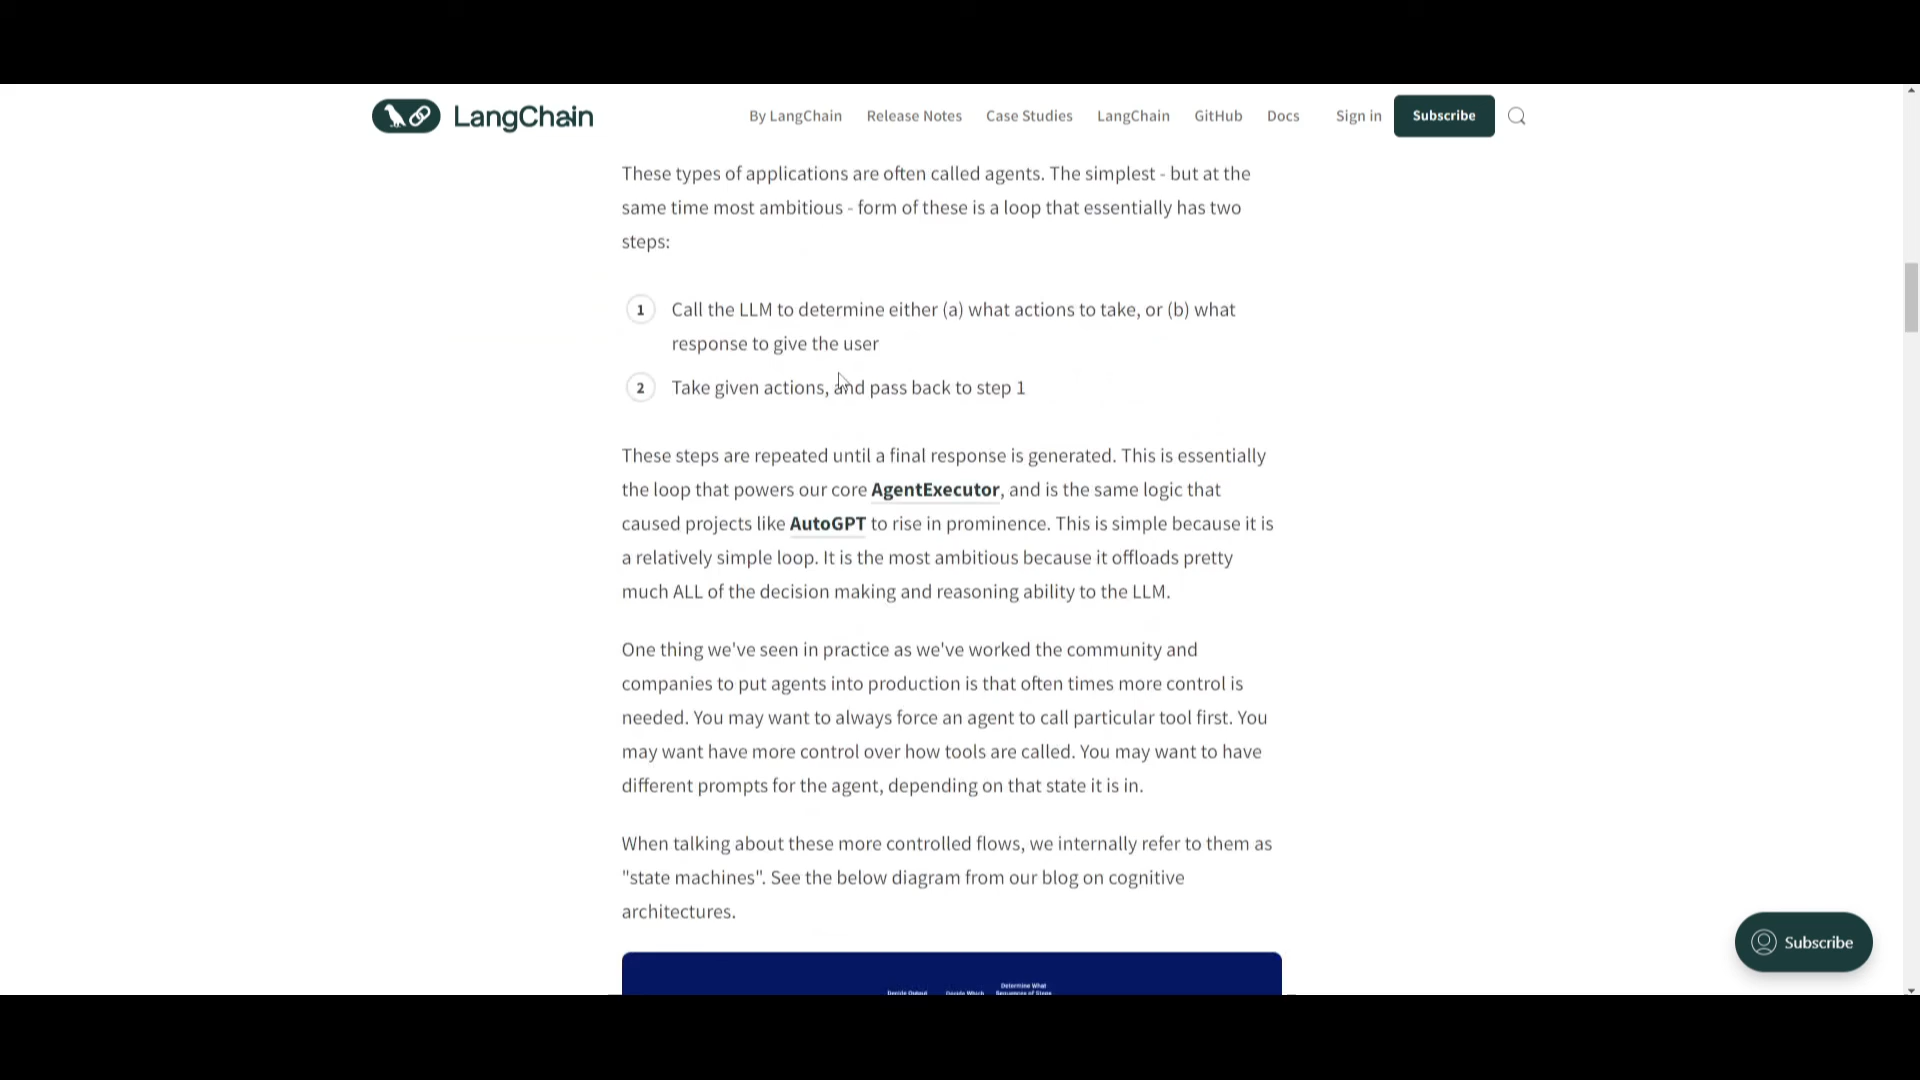 LangChain
By LangChain Release Notes Case Studies LangChain GitHub Docs Sign in Subscribe
These types of applications are often called agents. The simplest - but at the
same time most ambitious - form of these is a loop that essentially has two
steps:
1 Call the LLM to determine either (a) what actions to take, or (b) what
response to give the user
2 Take given actions, and pass back to step 1
These steps are repeated until a final response is generated. This is essentially
the loop that powers our core AgentExecutor, and is the same logic that
caused projects like AutoGPT to rise in prominence. This is simple because it is
a relatively simple loop. It is the most ambitious because it offloads pretty
much ALL of the decision making and reasoning ability to the LLM.
One thing we've seen in practice as we've worked the community and
companies to put agents into production is that often times more control is
needed. You may want to always force an agent to call particular tool first. You
may want have more control over how tools are called. You may want to have
different prompts for the agent, depending on that state it is in.
When talking about these more controlled flows, we internally refer to them as
"state machines". See the below diagram from our blog on cognitive
architectures.
Subscribe
Determine What
Decide Output Decide Which Sequences of Steps